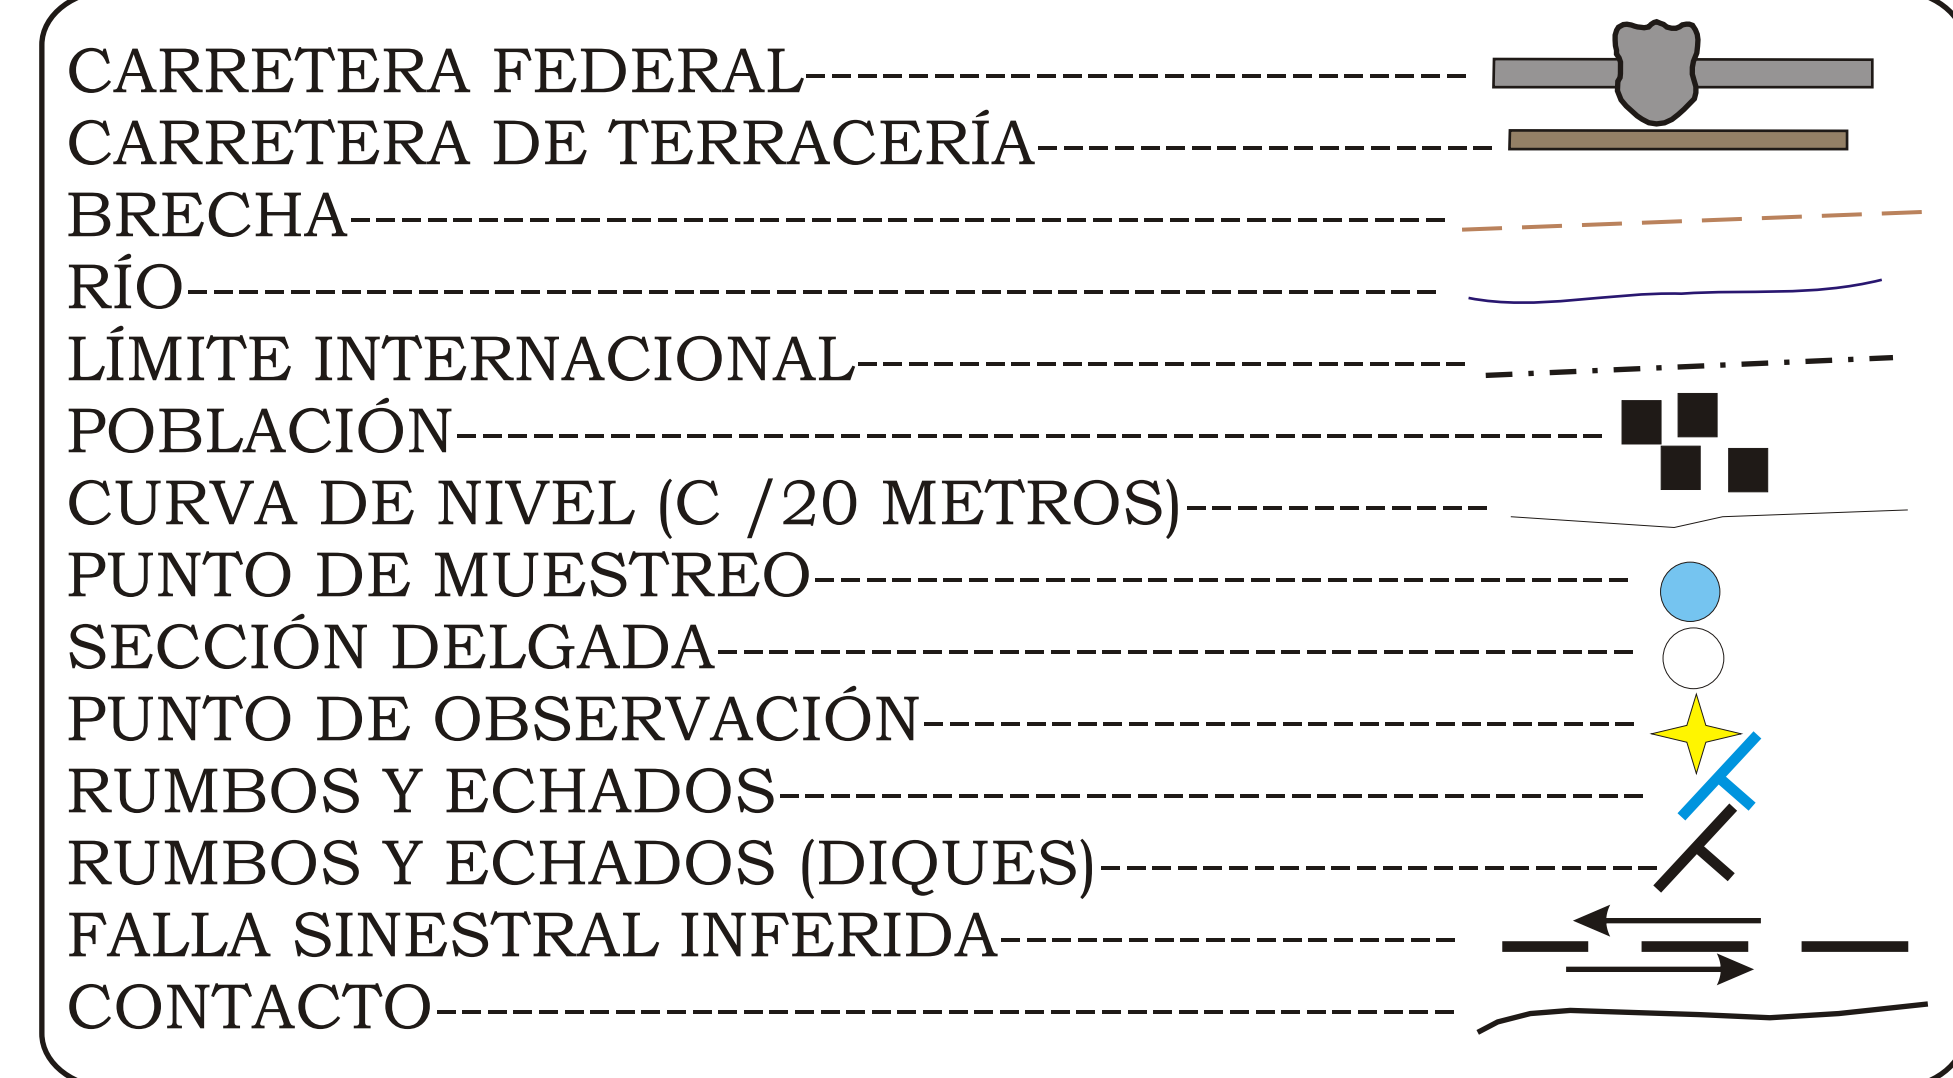 CARRETERA FEDERAL
CARRETERA DE TERRACERÍA
BRECHA
RÍO
LÍMITE INTERNACIONAL
POBLACIÓN
CURVA DE NIVEL (C /20 METROS)
PUNTO DE MUESTREO
SECCIÓN DELGADA
PUNTO DE OBSERVACIÓN
RUMBOS Y ECHADOS
RUMBOS Y ECHADOS (DIQUES)
FALLA SINESTRAL INFERIDA
CONTACTO